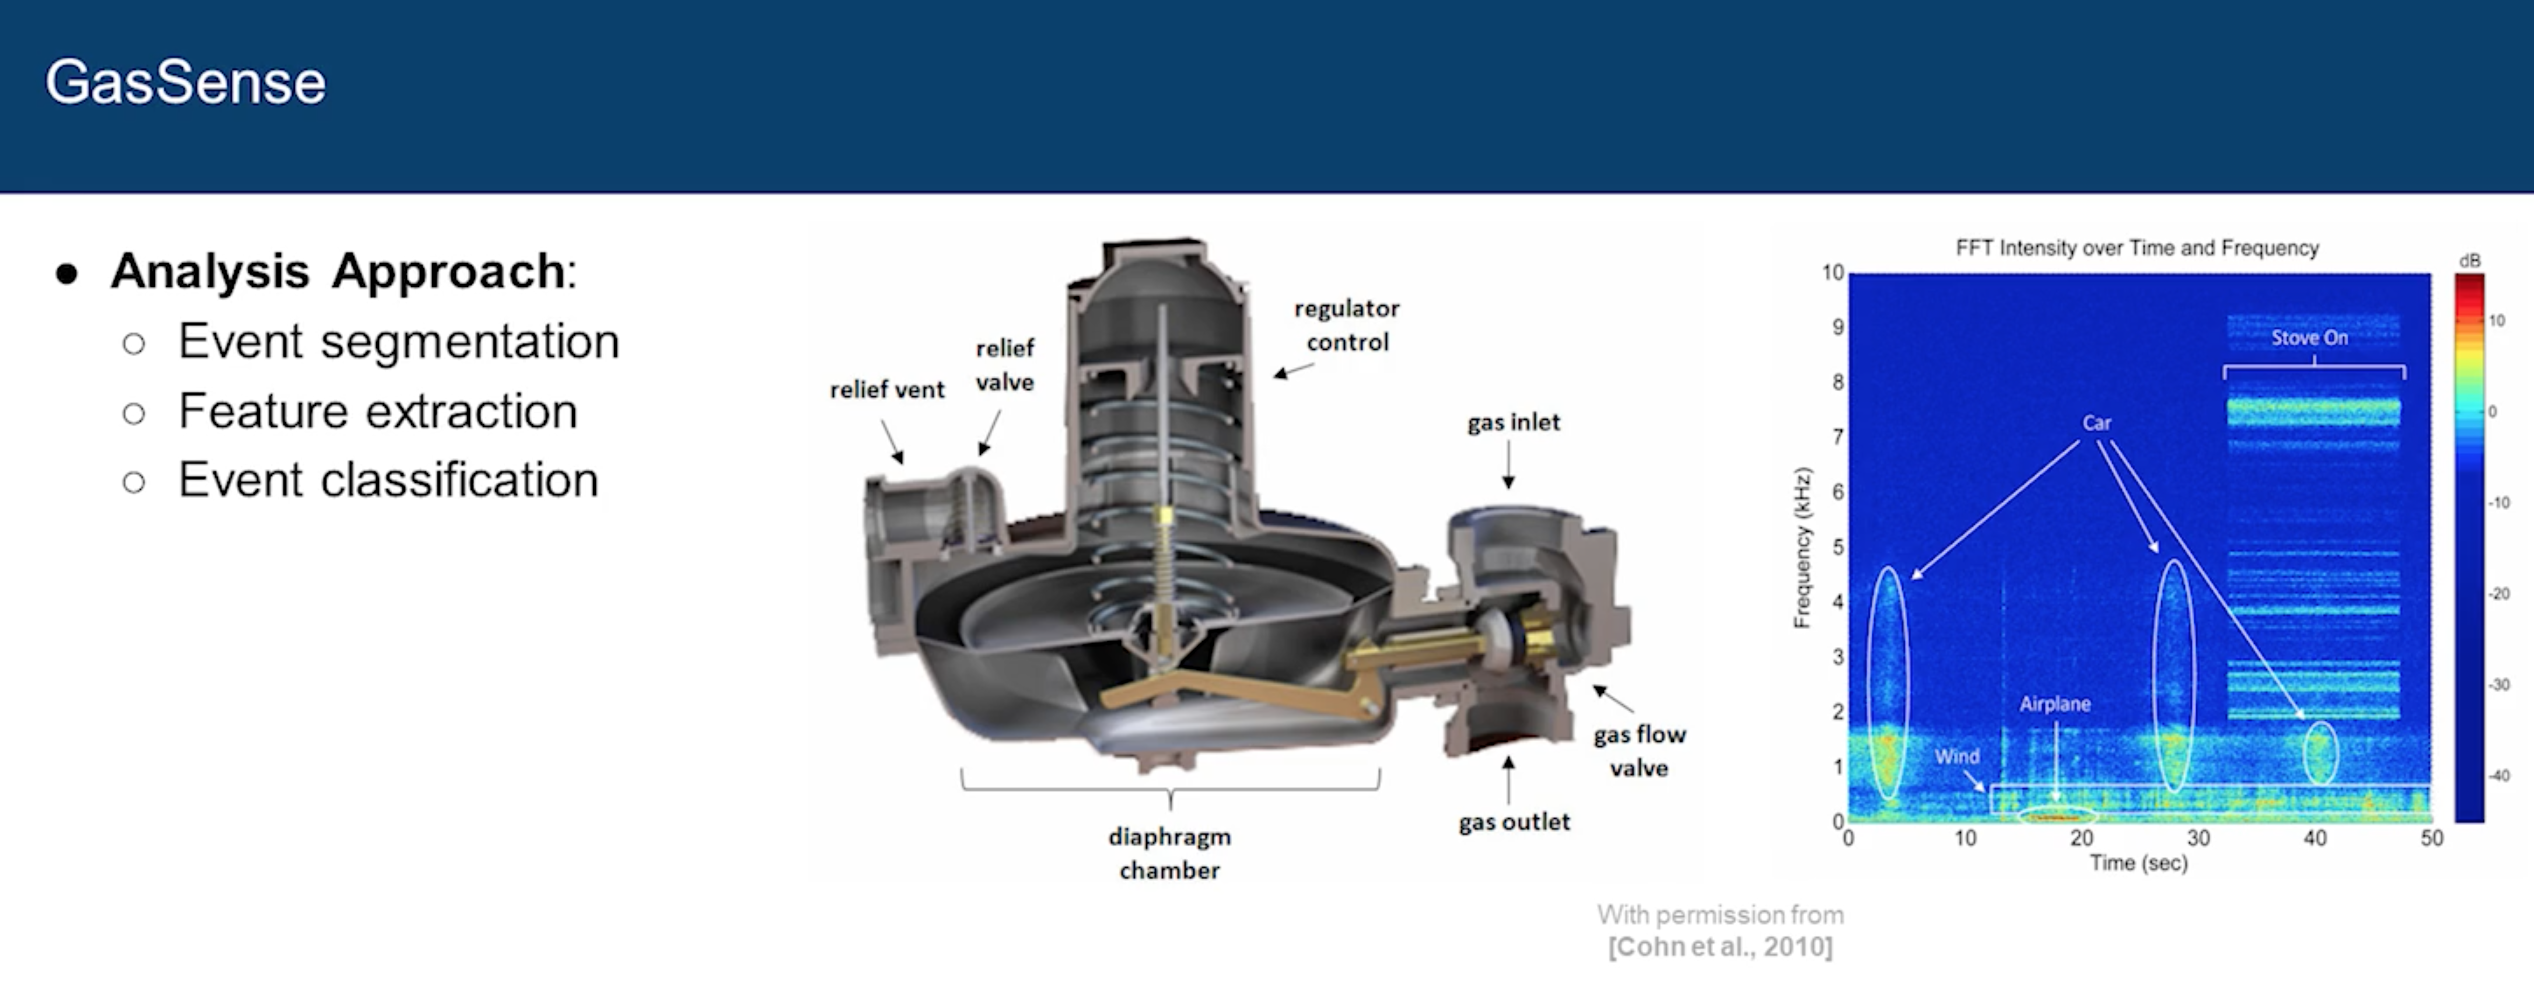 GasSense
● Analysis Approach:
○ Event segmentation
○ Feature extraction
○ Event classification
relief vent
relief
valve
regulator
control
gas inlet
gas flow
valve
gas outlet
diaphragm
chamber
FFT Intensity over Time and Frequency
dB
10
9
8
7
6
5
4
3
2
1
0
Frequency (kHz)
Stove On
Car
Airplane
Wind
0
10
20
30
40
50
Time (sec)
10
0
-10
-20
-30
-40
With permission from
[Cohn et al., 2010]